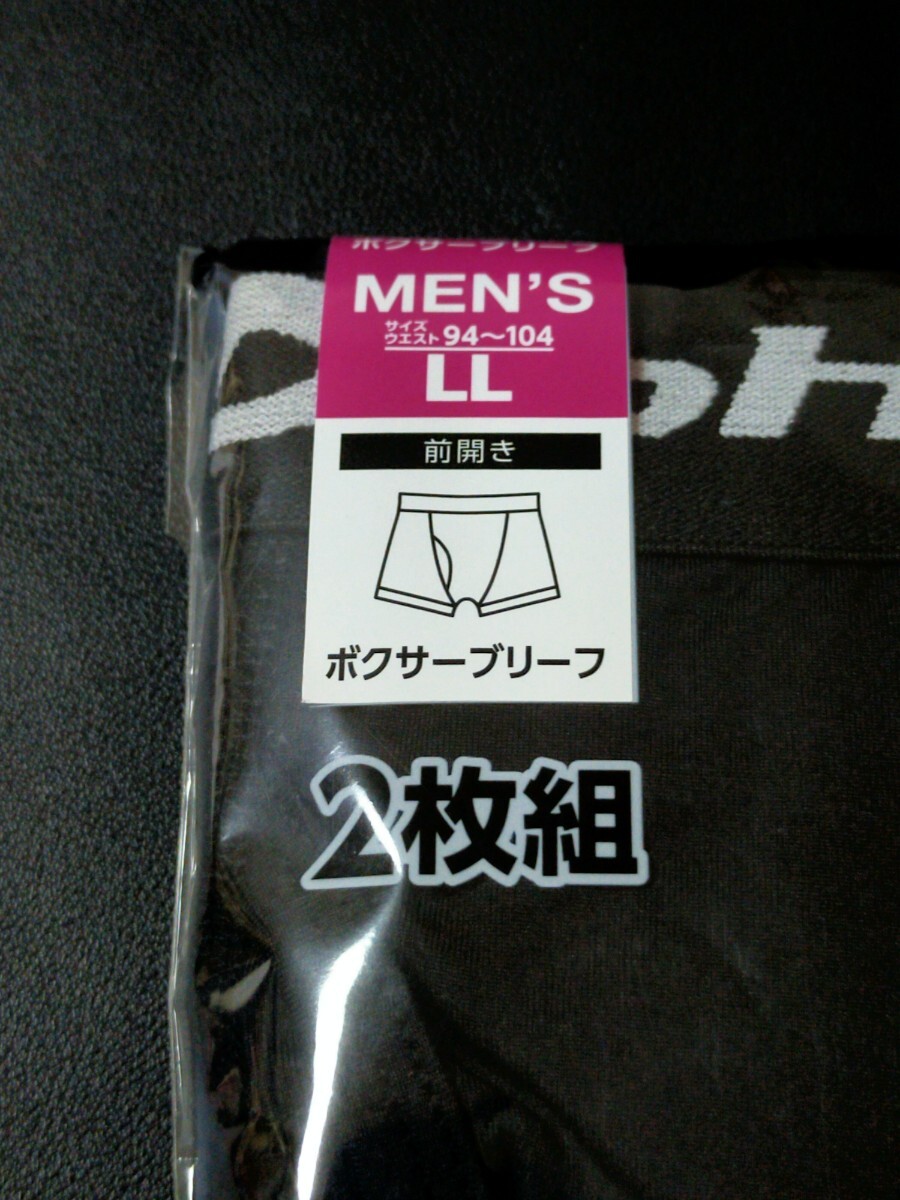 ボクサーブリーフ
MEN'S
サイズ
ウエスト 94〜104
LL
前開き
ボクサーブリーフ
2枚組